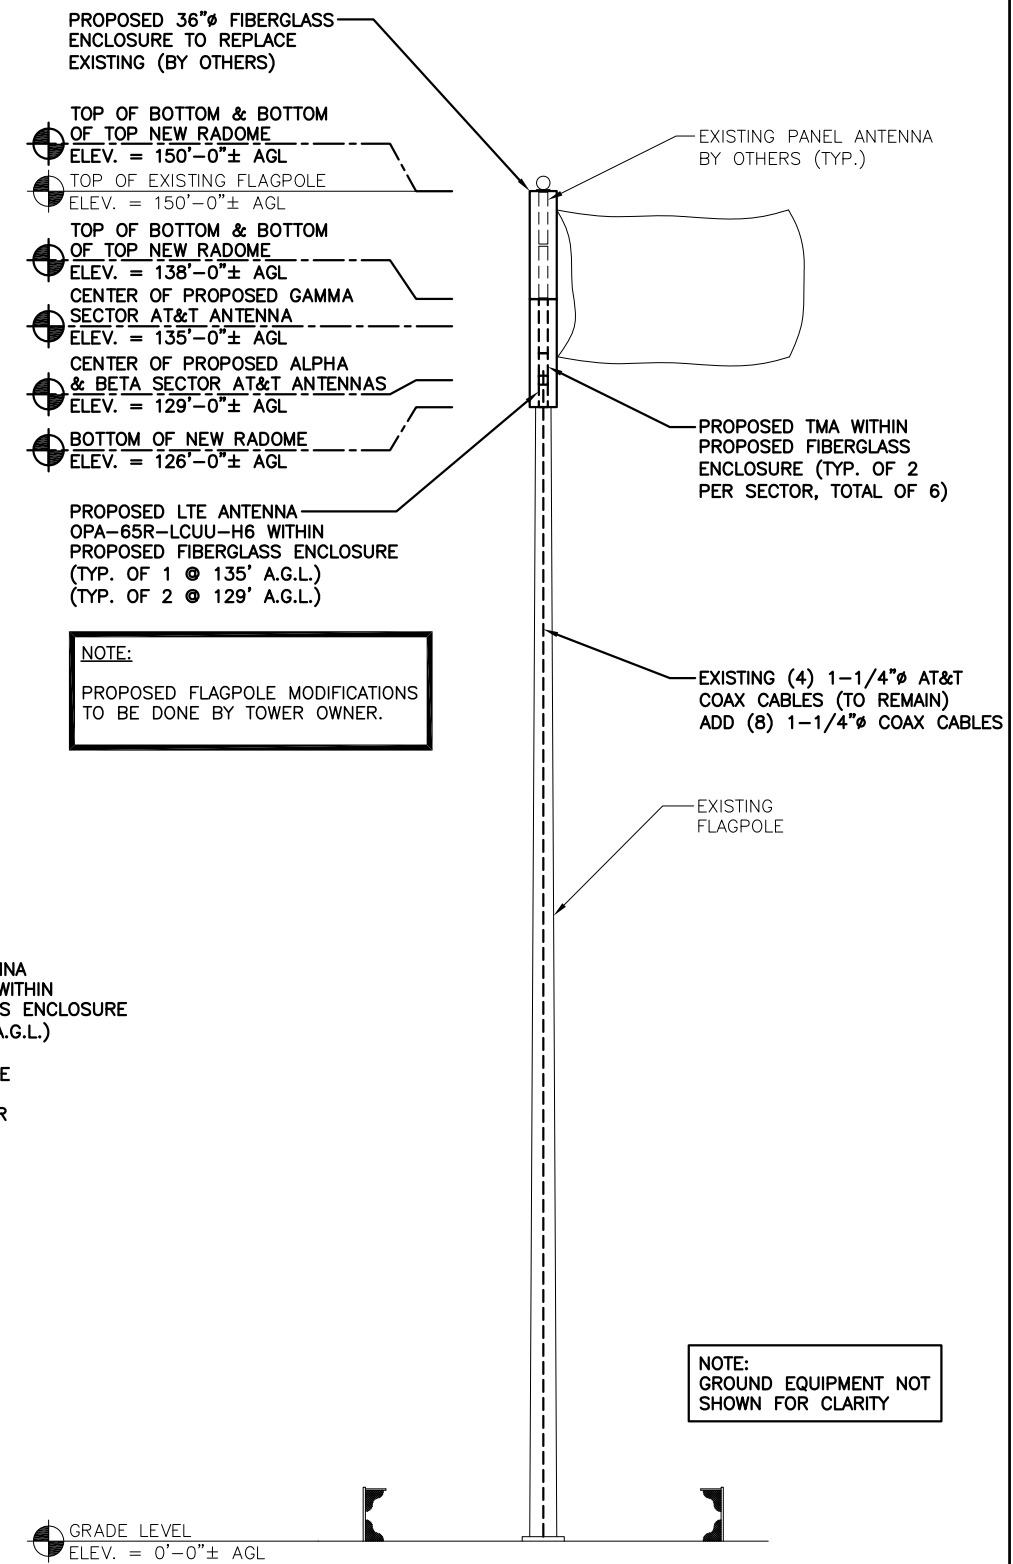 PROPOSED 36"ø FIBERGLASS
ENCLOSURE TO REPLACE
EXISTING (BY OTHERS)
TOP OF BOTTOM & BOTTOM
OF TOP NEW RADOME
ELEV. = 150'-0"± AGL
TOP OF EXISTING FLAGPOLE
ELEV. = 150'-0"± AGL
TOP OF BOTTOM & BOTTOM
OF TOP NEW RADOME
ELEV. = 138'-0"± AGL
CENTER OF PROPOSED GAMMA
SECTOR AT&T ANTENNA
ELEV. = 135'-0"± AGL
CENTER OF PROPOSED ALPHA
& BETA SECTOR AT&T ANTENNAS
ELEV. = 129'-0"± AGL
BOTTOM OF NEW RADOME
ELEV. = 126'-0"± AGL
PROPOSED LTE ANTENNA
OPA-65R-LCUU-H6 WITHIN
PROPOSED FIBERGLASS ENCLOSURE
(TYP. OF 1 @ 135' A.G.L.)
(TYP. OF 2 @ 129' A.G.L.)
NOTE:
PROPOSED FLAGPOLE MODIFICATIONS
TO BE DONE BY TOWER OWNER.
EXISTING PANEL ANTENNA
BY OTHERS (TYP.)
PROPOSED TMA WITHIN
PROPOSED FIBERGLASS
ENCLOSURE (TYP. OF 2
PER SECTOR, TOTAL OF 6)
EXISTING (4) 1-1/4"ø AT&T
COAX CABLES (TO REMAIN)
ADD (8) 1-1/4"ø COAX CABLES
EXISTING
FLAGPOLE
NNA
WITHIN
S ENCLOSURE
A.G.L.)
E
R
NOTE:
GROUND EQUIPMENT NOT
SHOWN FOR CLARITY
GRADE LEVEL
ELEV. = 0'-0"± AGL